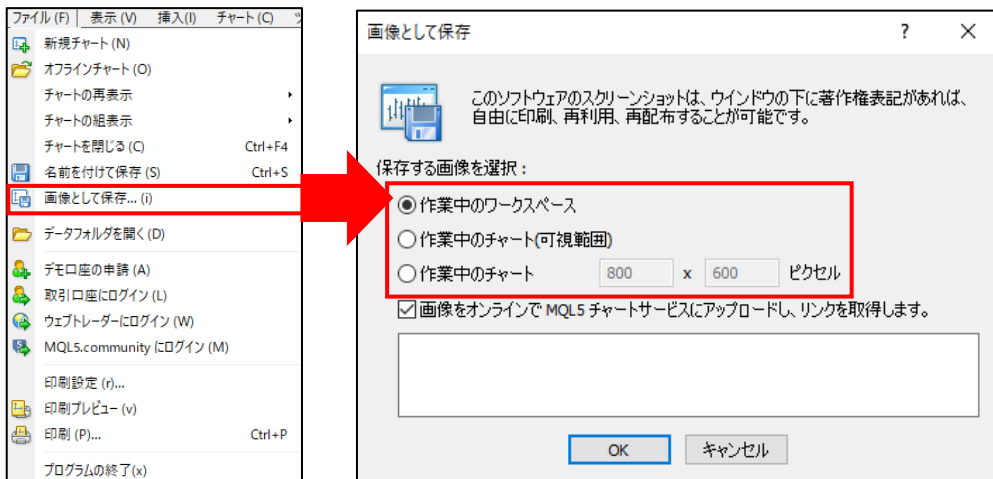 ファイル (F) 表示 (V) 挿入(I) チャート(C)
新規チャート (N)
オフラインチャート (O)
チャートの再表示
チャートの組表示
チャートを閉じる (C) Ctrl+F4
名前を付けて保存 (S) Ctrl+S
画像として保存... (i)
データフォルダを開く(D)
デモ口座の申請 (A)
取引口座にログイン (L)
ウェブトレーダーにログイン (W)
MQL5.community にログイン (M)
印刷設定 (r)...
印刷プレビュー (v)
印刷 (P)... Ctrl+P
プログラムの終了(x)
画像として保存 ?
このソフトウェアのスクリーンショットは、ウインドウの下に著作権表記があれば、
自由に印刷、再利用、再配布することが可能です。
保存する画像を選択：
作業中のワークスペース
作業中のチャート(可視範囲)
作業中のチャート 800 x 600 ピクセル
画像をオンラインで MQL5 チャートサービスにアップロードし、リンクを取得します。
OK キャンセル